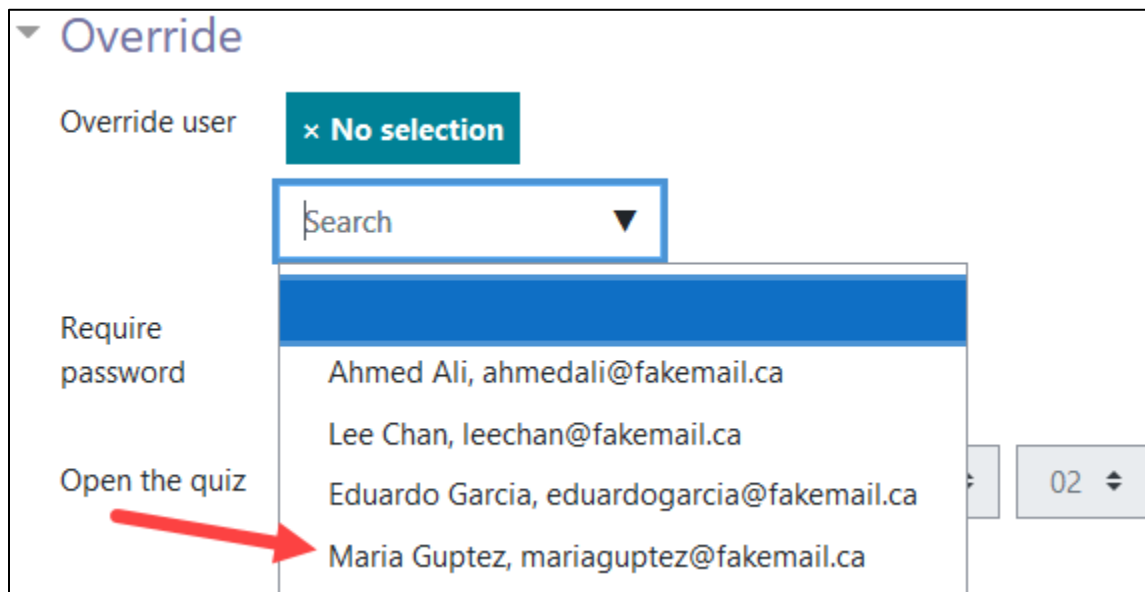 Override
Override user
× No selection
Search
Require
password
Ahmed Ali, ahmedali@fakemail.ca
Lee Chan, leechan@fakemail.ca
Open the quiz
02
Eduardo Garcia, eduardogarcia@fakemail.ca
Maria Guptez, mariaguptez@fakemail.ca